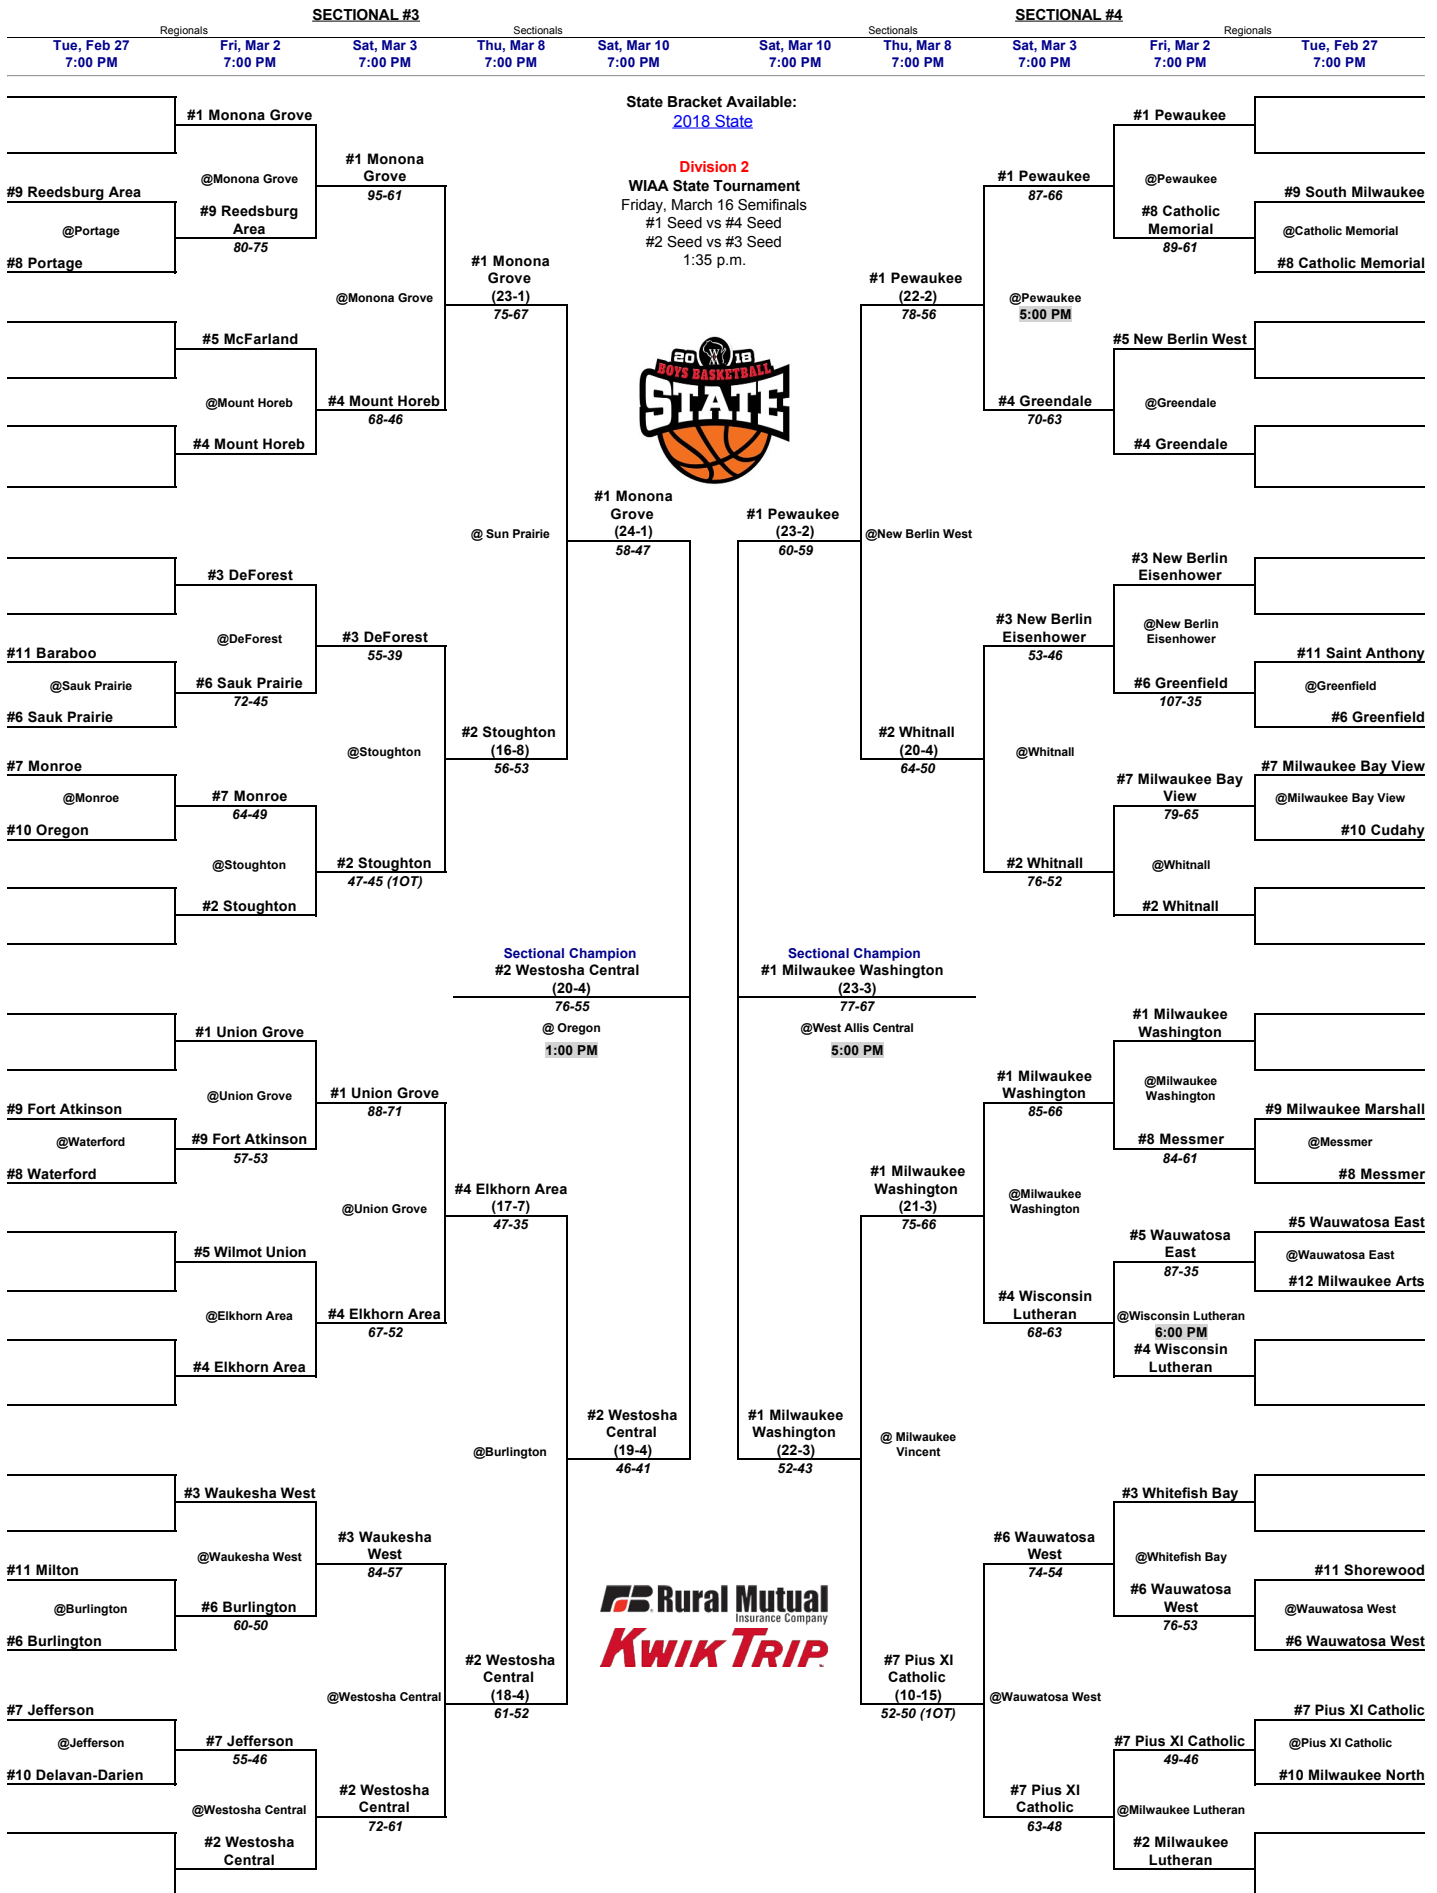 SECTIONAL #3
SECTIONAL #4
Regionals
Sectionals
Sectionals
Regionals
Tue, Feb 27
7:00 PM
Fri, Mar 2
7:00 PM
Sat, Mar 3
7:00 PM
Thu, Mar 8
7:00 PM
Sat, Mar 10
7:00 PM
Sat, Mar 10
7:00 PM
Thu, Mar 8
7:00 PM
Sat, Mar 3
7:00 PM
Fri, Mar 2
7:00 PM
Tue, Feb 27
7:00 PM
#9 Reedsburg Area
@Portage
#8 Portage
#11 Baraboo
@Sauk Prairie
#6 Sauk Prairie
#7 Monroe
@Monroe
#10 Oregon
#9 Fort Atkinson
@Waterford
#8 Waterford
#11 Milton
@Burlington
#6 Burlington
#7 Jefferson
@Jefferson
#10 Delavan-Darien
#1 Monona Grove
@Monona Grove
#9 Reedsburg
Area
80-75
#5 McFarland
@Mount Horeb
#4 Mount Horeb
#3 DeForest
@DeForest
#6 Sauk Prairie
72-45
#7 Monroe
64-49
@Stoughton
#2 Stoughton
#1 Union Grove
@Union Grove
#9 Fort Atkinson
57-53
#5 Wilmot Union
@Elkhorn Area
#4 Elkhorn Area
#3 Waukesha West
@Waukesha West
#6 Burlington
60-50
#7 Jefferson
55-46
@Westosha Central
#2 Westosha
Central
#1 Monona
Grove
95-61
@Monona Grove
#4 Mount Horeb
68-46
#3 DeForest
55-39
@Stoughton
#2 Stoughton
47-45 (1OT)
#1 Union Grove
88-71
@Union Grove
#4 Elkhorn Area
67-52
#3 Waukesha
West
84-57
@Westosha Central
#2 Westosha
Central
72-61
#1 Monona
Grove
(23-1)
75-67
@ Sun Prairie
#2 Stoughton
(16-8)
56-53
#4 Elkhorn Area
(17-7)
47-35
@Burlington
#2 Westosha
Central
(18-4)
61-52
#1 Monona
Grove
(24-1)
58-47
Sectional Champion
#2 Westosha Central
(20-4)
76-55
@ Oregon
1:00 PM
#2 Westosha
Central
(19-4)
46-41
State Bracket Available:
2018 State
Division 2
WIAA State Tournament
Friday, March 16 Semifinals
#1 Seed vs #4 Seed
#2 Seed vs #3 Seed
1:35 p.m.
2018
BOYS BASKETBALL
STATE
Rural Mutual
Insurance Company
KWIK TRIP
#1 Pewaukee
(23-2)
60-59
Sectional Champion
#1 Milwaukee Washington
(23-3)
77-67
@West Allis Central
5:00 PM
#1 Milwaukee
Washington
(22-3)
52-43
#1 Pewaukee
(22-2)
78-56
@New Berlin West
#2 Whitnall
(20-4)
64-50
#1 Milwaukee
Washington
(21-3)
75-66
@ Milwaukee
Vincent
#7 Pius XI
Catholic
(10-15)
52-50 (1OT)
#1 Pewaukee
87-66
@Pewaukee
5:00 PM
#4 Greendale
70-63
#3 New Berlin
Eisenhower
53-46
@Whitnall
#2 Whitnall
76-52
#1 Milwaukee
Washington
85-66
@Milwaukee
Washington
#4 Wisconsin
Lutheran
68-63
#6 Wauwatosa
West
74-54
@Wauwatosa West
#7 Pius XI
Catholic
63-48
#1 Pewaukee
@Pewaukee
#8 Catholic
Memorial
89-61
#5 New Berlin West
@Greendale
#4 Greendale
#3 New Berlin
Eisenhower
@New Berlin
Eisenhower
#6 Greenfield
107-35
#7 Milwaukee Bay
View
79-65
@Whitnall
#2 Whitnall
#1 Milwaukee
Washington
@Milwaukee
Washington
#8 Messmer
84-61
#5 Wauwatosa
East
87-35
@Wisconsin Lutheran
6:00 PM
#4 Wisconsin
Lutheran
#3 Whitefish Bay
@Whitefish Bay
#6 Wauwatosa
West
76-53
#7 Pius XI Catholic
49-46
@Milwaukee Lutheran
#2 Milwaukee
Lutheran
#9 South Milwaukee
@Catholic Memorial
#8 Catholic Memorial
#11 Saint Anthony
@Greenfield
#6 Greenfield
#7 Milwaukee Bay View
@Milwaukee Bay View
#10 Cudahy
#9 Milwaukee Marshall
@Messmer
#8 Messmer
#5 Wauwatosa East
@Wauwatosa East
#12 Milwaukee Arts
#11 Shorewood
@Wauwatosa West
#6 Wauwatosa West
#7 Pius XI Catholic
@Pius XI Catholic
#10 Milwaukee North